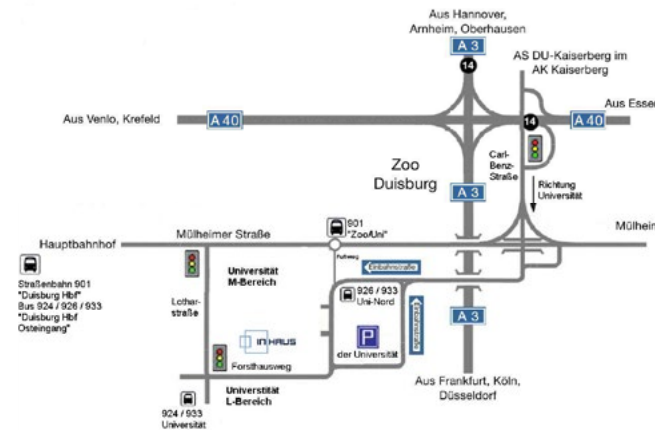 Aus Hannover,
Arnheim, Oberhausen
A 3
14
AS DU-Kaiserberg im
AK Kaiserberg
Aus Venlo, Krefeld
A 40
14
A 40
Aus Essen
Carl-
Benz-
Straße
Zoo
Duisburg
A 3
Richtung
Universität
901
"Zoo/Uni"
Mülheimer Straße
Hauptbahnhof
Mülheim
Fußweg
Einbahnstraße
Straßenbahn 901
"Duisburg Hbf"
Bus 924 / 926 / 933
"Duisburg Hbf
Osteingang"
Universität
M-Bereich
Lothar-
straße
926 / 933
Uni-Nord
Einbahnstraße
A 3
INHAUS
P
der Universität
Forsthausweg
Universtität
L-Bereich
Aus Frankfurt, Köln,
Düsseldorf
924 / 933
Universität